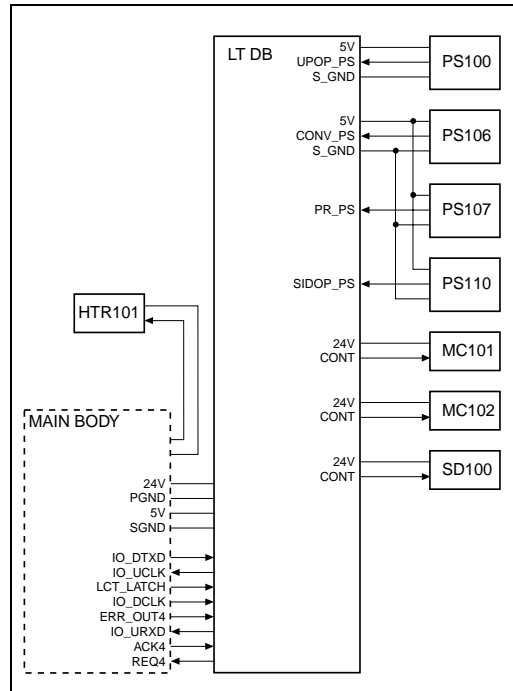 LT DB
5V
UPOP_PS
S_GND
PS100
5V
CONV_PS
S_GND
PS106
PR_PS
PS107
SIDOP_PS
PS110
HTR101
24V
CONT
MC101
24V
CONT
MC102
24V
CONT
SD100
MAIN BODY
24V
PGND
5V
SGND
IO_DTXD
IO_UCLK
LCT_LATCH
IO_DCLK
ERR_OUT4
IO_URXD
ACK4
REQ4